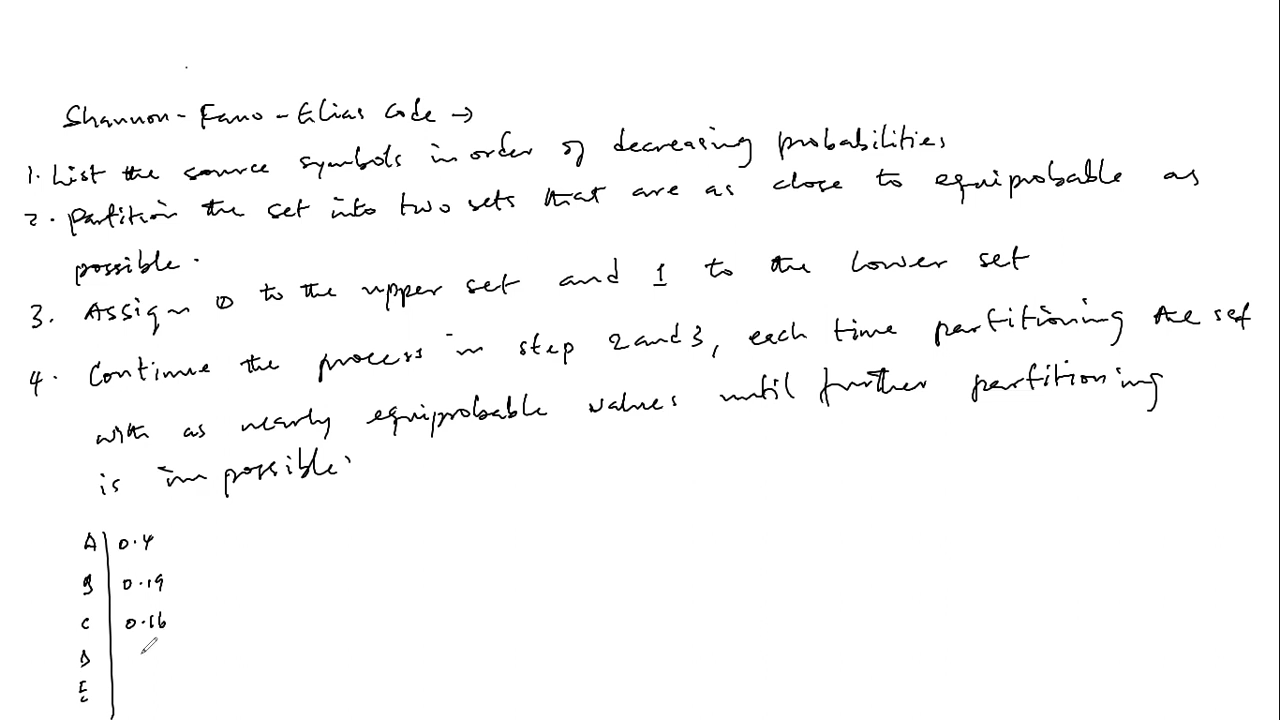 Shannon-Fano-Elias code →
1. List the source symbols in order of decreasing probabilities
2. Partition the set into two sets that are as close to equiprobable as
possible.
3. Assign 0 to the upper set and 1 to the lower set
4. Continue the process in step 2 and 3, each time partitioning the set
with as nearly equiprobable values until further partitioning
is impossible.
A 0.4
B 0.19
C 0.16
D
E